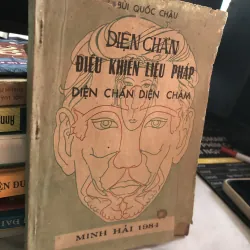 BÙI QUỐC CHÂU
DIỆN CHẨN
ĐIỀU KHIỂN LIỆU PHÁP
DIỆN CHẨN DIỆN CHÂM
MINH HẢI 1984